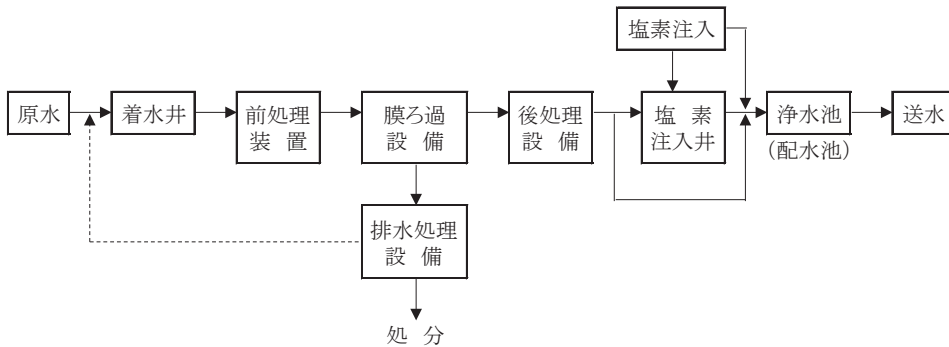 塩素注入
原水
着水井
前処理
装置
膜ろ過
設備
後処理
設備
塩素
注入井
浄水池
(配水池)
送水
排水処理
設備
処分